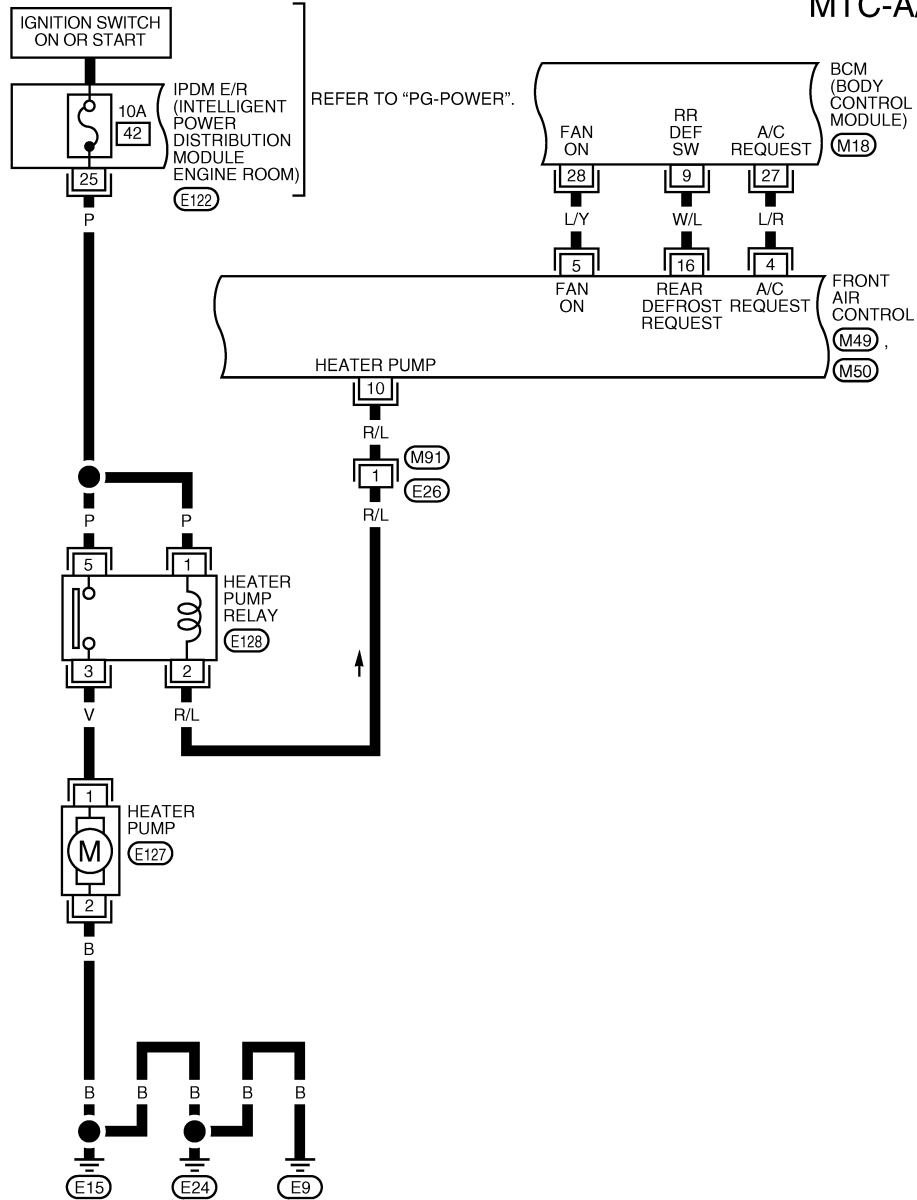 MTC-A/
IGNITION SWITCH
ON OR START
IPDM E/R
(INTELLIGENT
POWER
DISTRIBUTION
MODULE
ENGINE ROOM)
E122
10A
42
25
P
REFER TO “PG-POWER”.
BCM
(BODY
CONTROL
MODULE)
M18
FAN
ON
RR
DEF
SW
A/C
REQUEST
28
9
27
L/Y
W/L
L/R
5
16
4
FAN
ON
REAR
DEFROST
REQUEST
A/C
REQUEST
FRONT
AIR
CONTROL
M49 ,
M50
HEATER PUMP
10
R/L
1
M91
E26
R/L
P
P
5
1
HEATER
PUMP
RELAY
E128
3
2
V
R/L
1
HEATER
PUMP
E127
M
2
B
B
B
B
B
B
E15
E24
E9